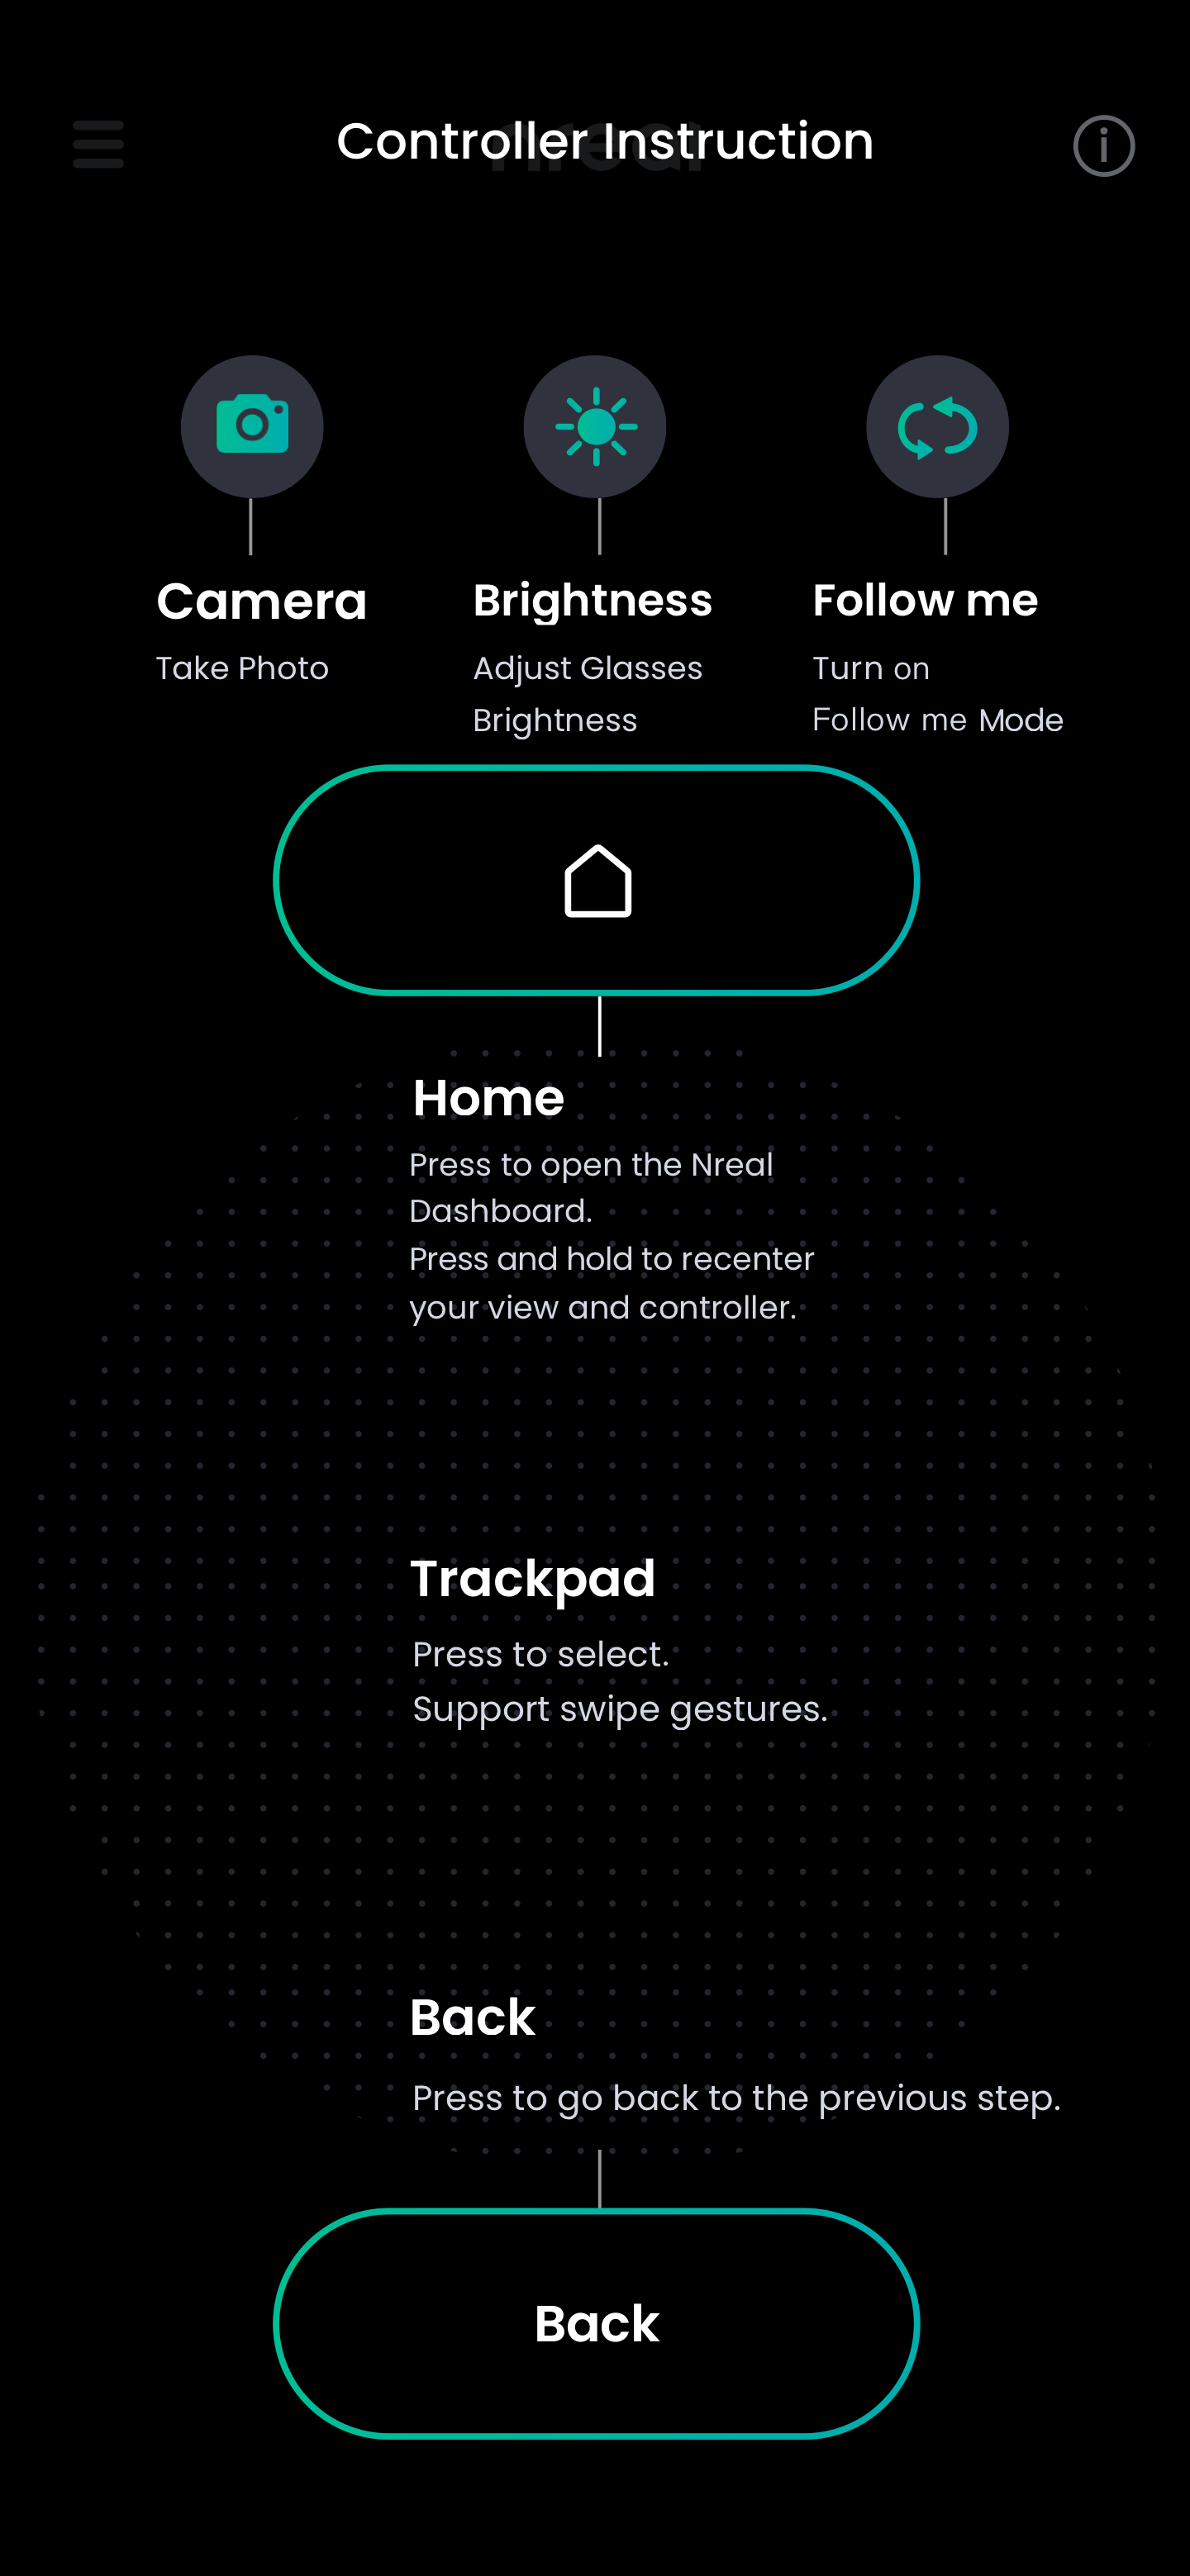 Controller Instruction
nreal
Camera
Take Photo
Brightness
Adjust Glasses
Brightness
Follow me
Turn on
Follow me Mode
Home
Press to open the Nreal
Dashboard.
Press and hold to recenter
your view and controller.
Trackpad
Press to select.
Support swipe gestures.
Back
Press to go back to the previous step.
Back